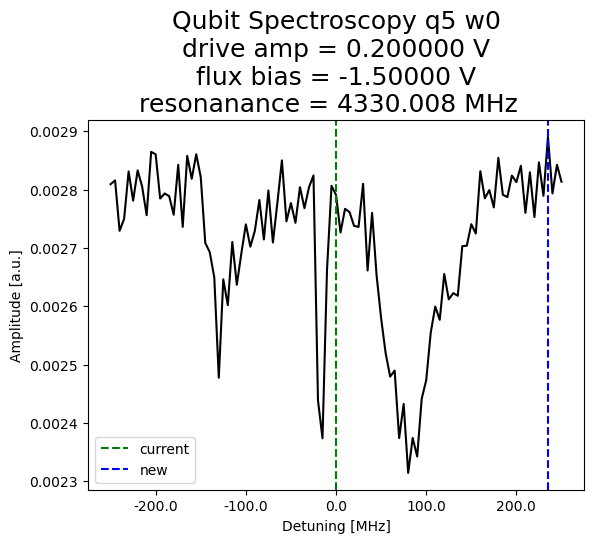 Qubit Spectroscopy q5 w0
drive amp = 0.200000 V
flux bias = -1.50000 V
resonanance = 4330.008 MHz
0.0029
0.0028
0.0027
0.0026
0.0025
0.0024
0.0023
Amplitude [a.u.]
current
new
-200.0 -100.0 0.0 100.0 200.0
Detuning [MHz]